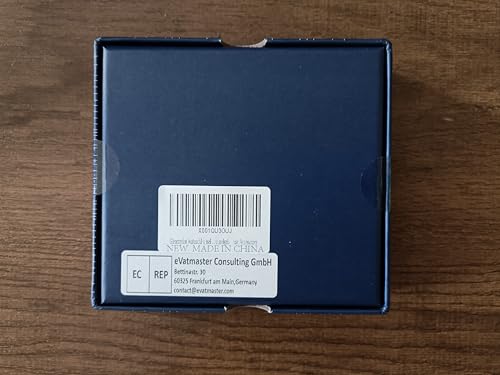 NEW. MADE IN CHINA
EC REP
eVatmaster Consulting GmbH
Bettinastr. 30
60325 Frankfurt am Main,Germany
contact@evatmaster.com